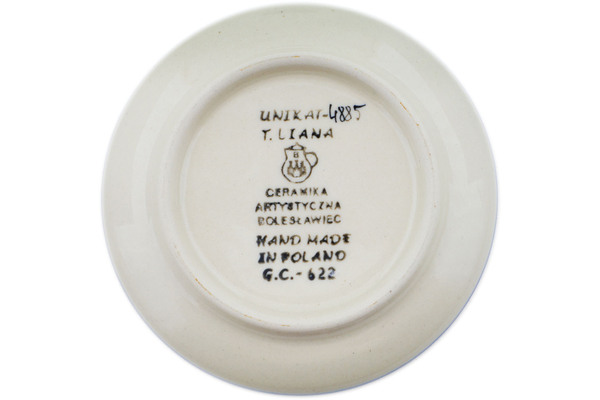 UNIKAT-4885
T. LIANA
B
CERAMIKA
ARTYSTYCZNA
BOLESŁAWIEC
HAND MADE
IN POLAND
G.C.-622